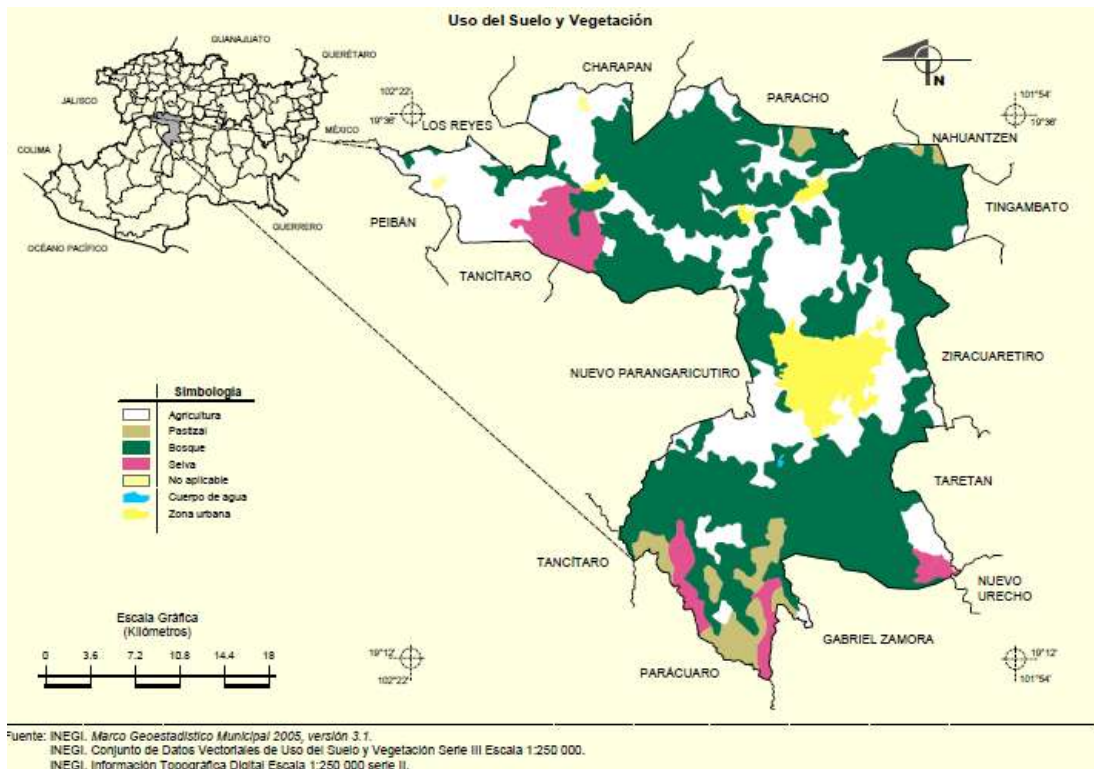 Uso del Suelo y Vegetación
GUANAJUATO
QUERÉTARO
JALISCO
MÉXICO
COLIMA
GUERRERO
OCÉANO PACÍFICO
CHARAPAN
PARACHO
102°22'
19°36'
101°54'
19°36'
N
LOS REYES
NAHUANTZEN
PEIBÁN
TINGAMBATO
TANCÍTARO
NUEVO PARANGARICUTIRO
ZIRACUARETIRO
Simbología
Agricultura
Pastizal
Bosque
Selva
No aplicable
Cuerpo de agua
Zona urbana
TARETAN
TANCÍTARO
NUEVO
URECHO
GABRIEL ZAMORA
PARÁCUARO
Escala Gráfica
(Kilómetros)
0 3.6 7.2 10.8 14.4 18
19°12'
102°22'
19°12'
101°54'
Fuente: INEGI. Marco Geoestadístico Municipal 2005, versión 3.1.
INEGI. Conjunto de Datos Vectoriales de Uso del Suelo y Vegetación Serie III Escala 1:250 000.
INEGI. Información Topográfica Digital Escala 1:250 000 serie II.